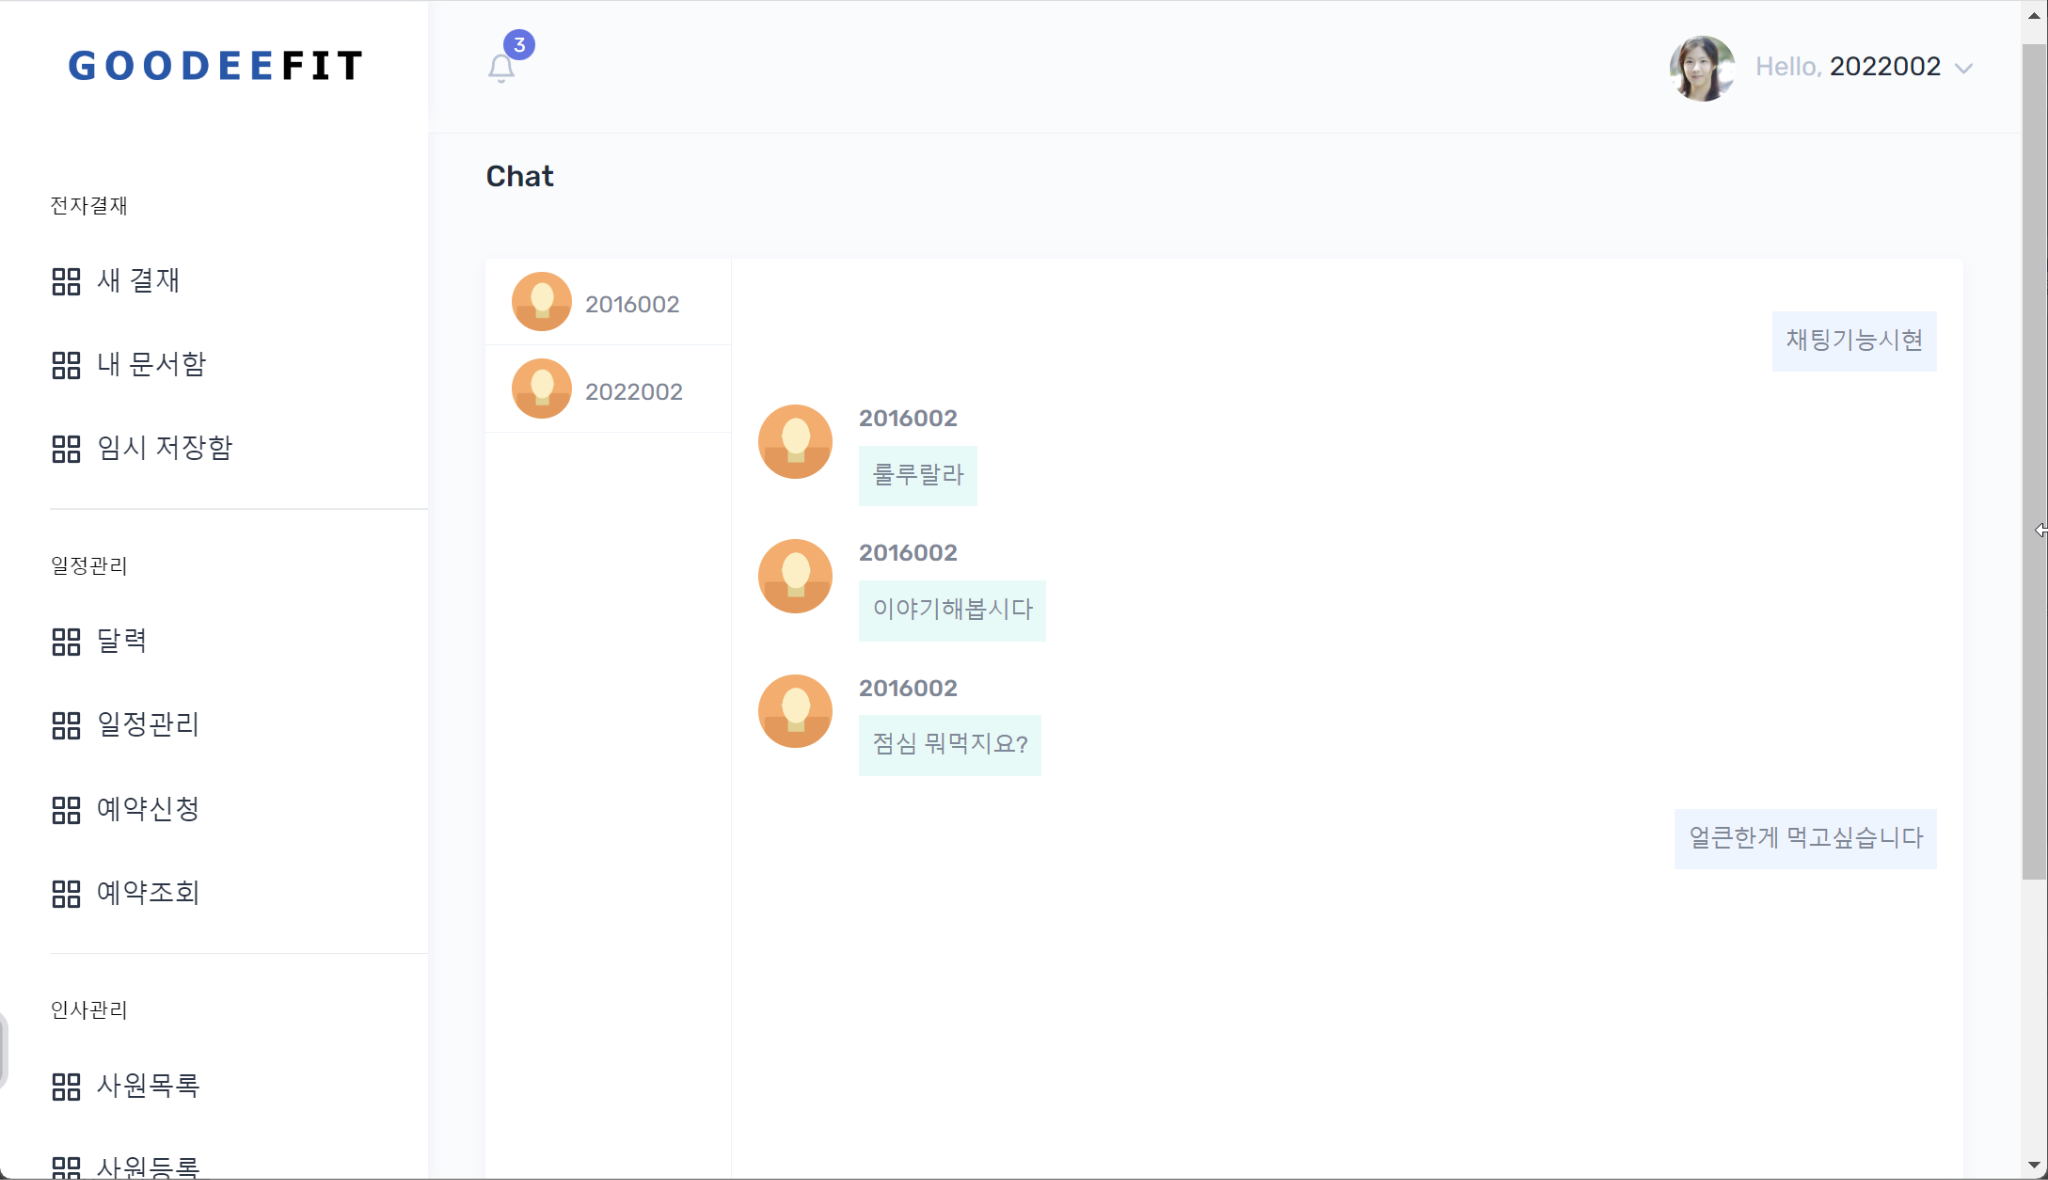 GOODEEFIT
3
Hello, 2022002
전자결재
새 결재
내 문서함
임시 저장함
일정관리
달력
일정관리
예약신청
예약조회
인사관리
사원목록
사원등록
Chat
2016002
2022002
채팅기능시현
2016002
룰루랄라
2016002
이야기해봅시다
2016002
점심 뭐먹지요?
얼큰한게 먹고싶습니다